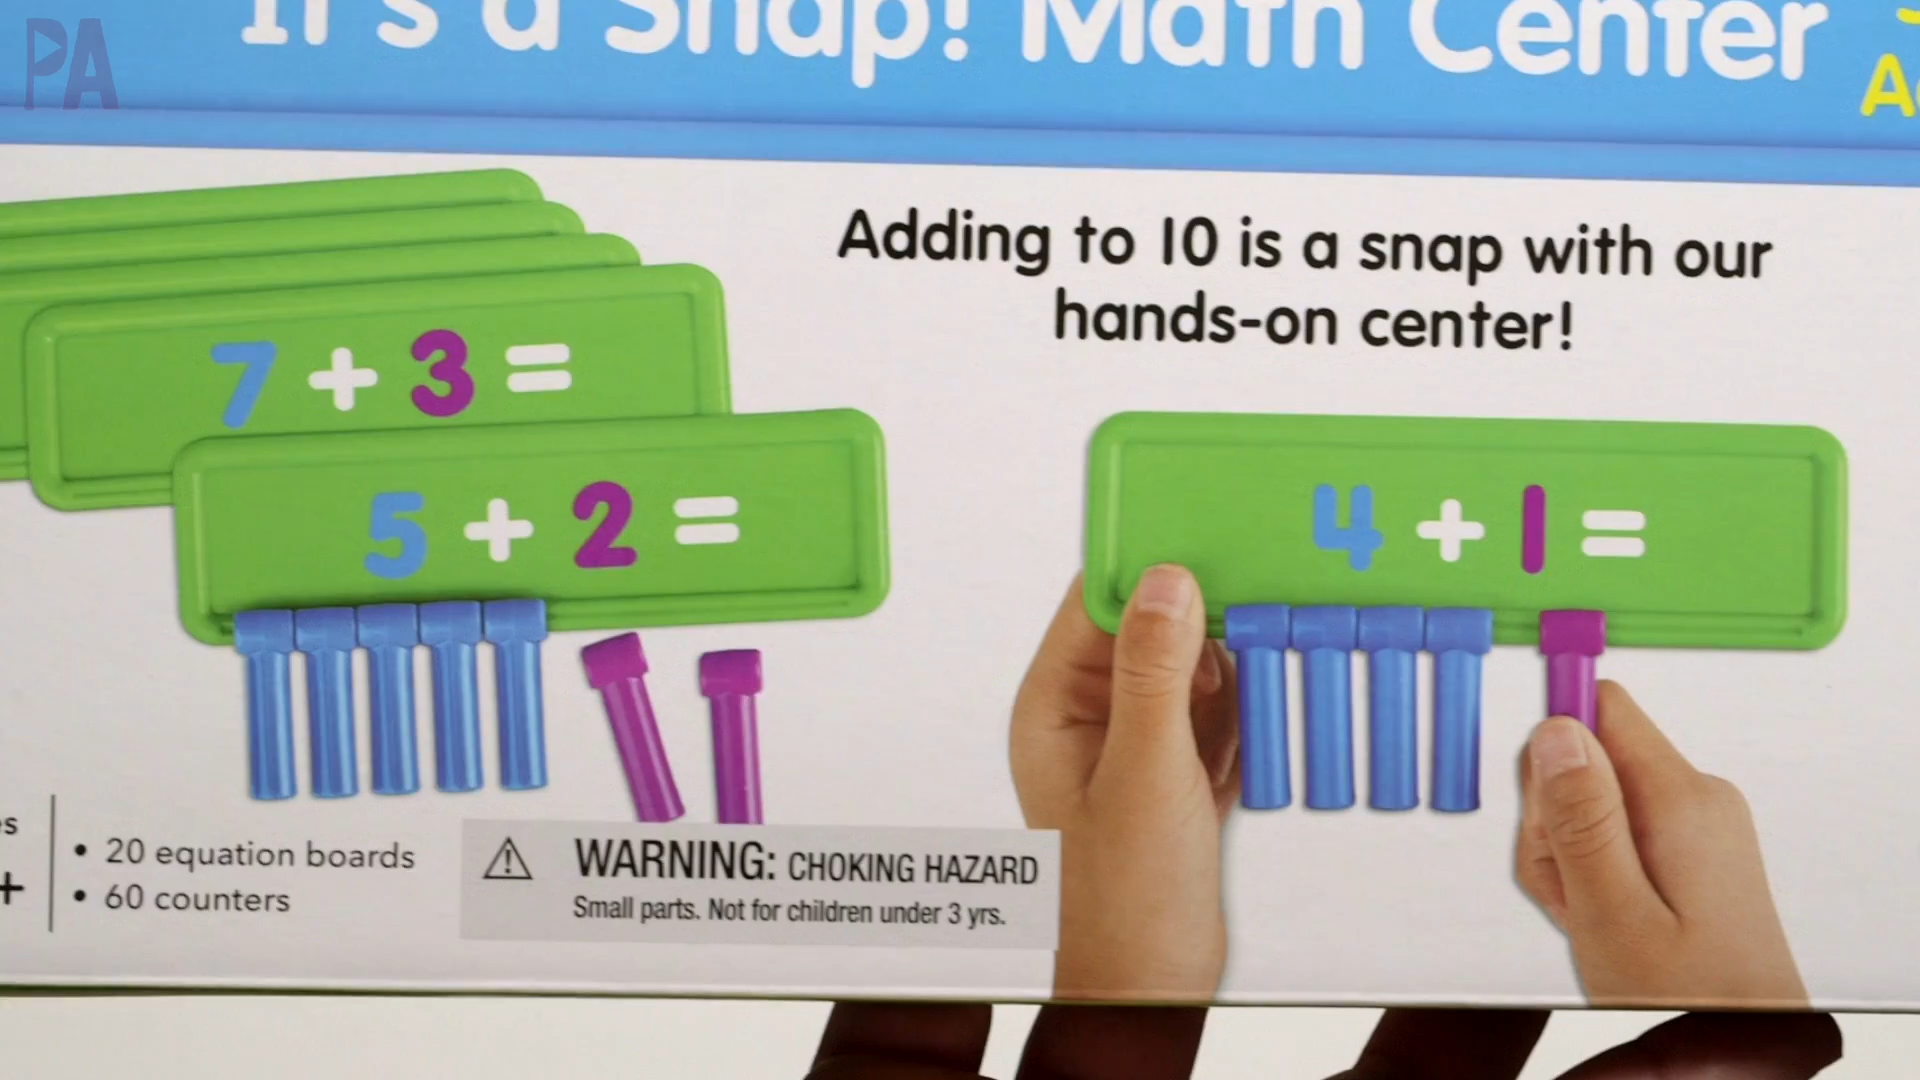 PA
It's a Snap! Math Center
Adding to 10 is a snap with our
hands-on center!
7 + 3 =
5 + 2 =
4 + 1 =
+
• 20 equation boards
• 60 counters
WARNING: CHOKING HAZARD
Small parts. Not for children under 3 yrs.